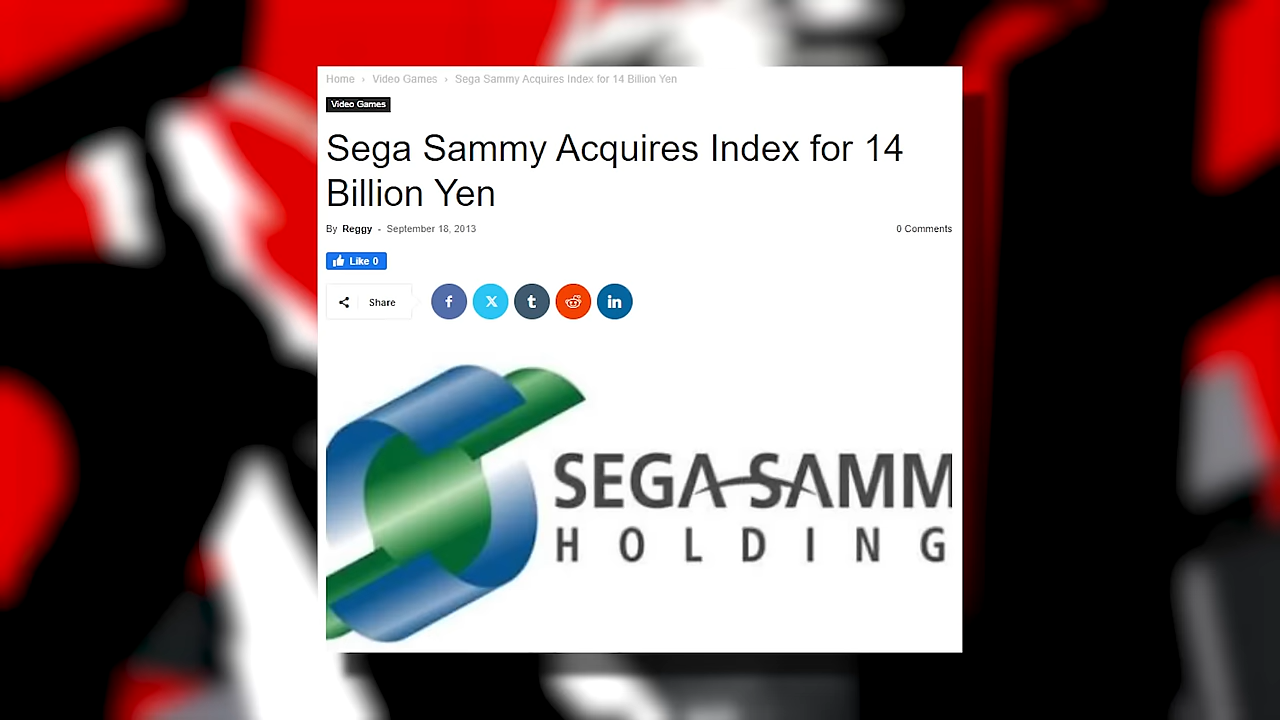 Home › Video Games › Sega Sammy Acquires Index for 14 Billion Yen
Video Games
Sega Sammy Acquires Index for 14
Billion Yen
By Reggy - September 18, 2013 0 Comments
Like 0
Share
SEGA SAMM
HOLDING